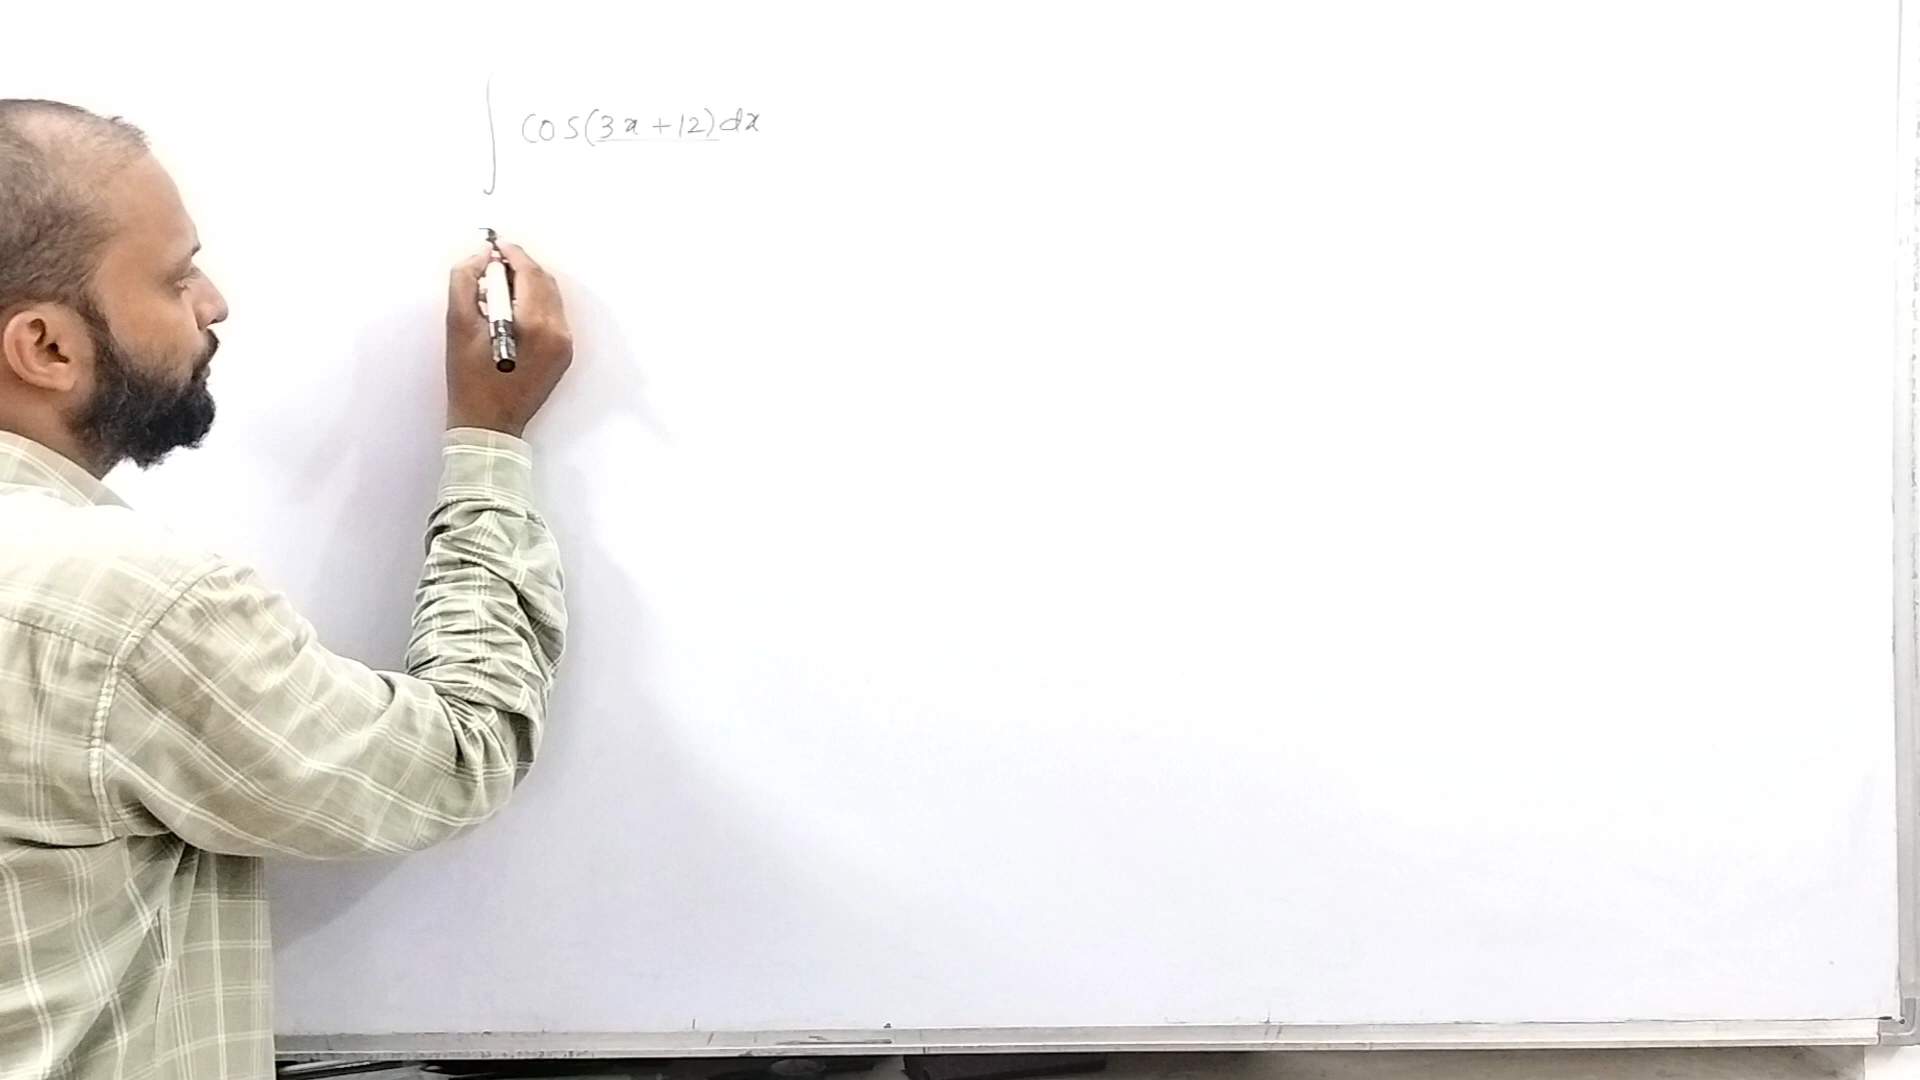 ∫ cos(3x+12)dx